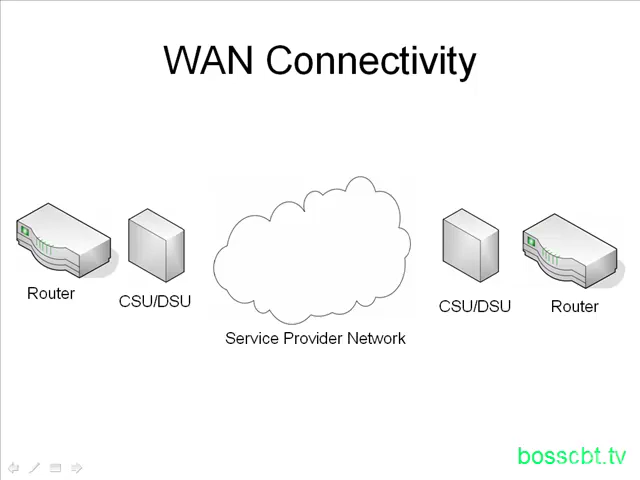 WAN Connectivity
Router
CSU/DSU
Service Provider Network
CSU/DSU
Router
bosscbt.tv